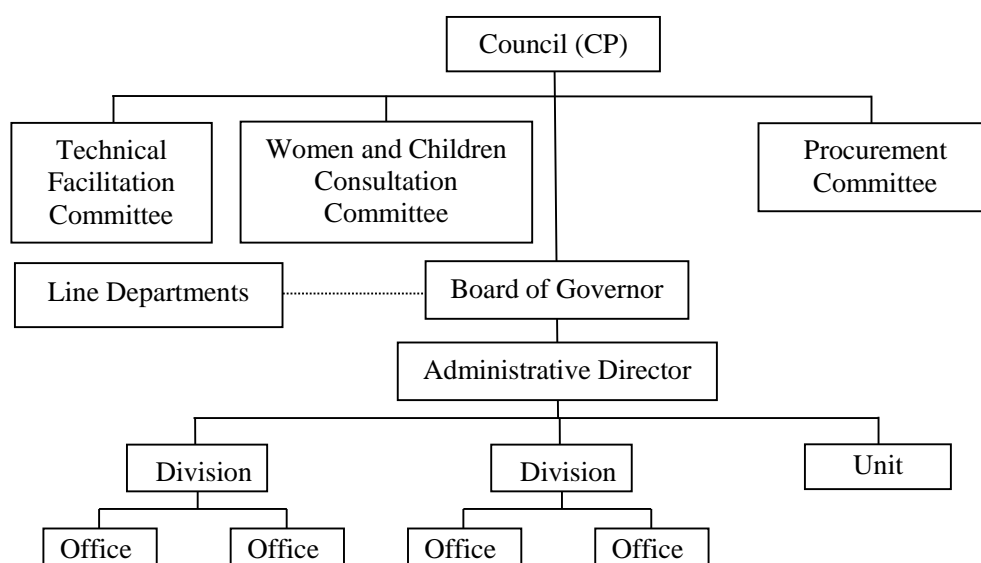 Council (CP)
Technical
Facilitation
Committee
Women and Children
Consultation
Committee
Procurement
Committee
Line Departments
Board of Governor
Administrative Director
Division
Division
Unit
Office
Office
Office
Office